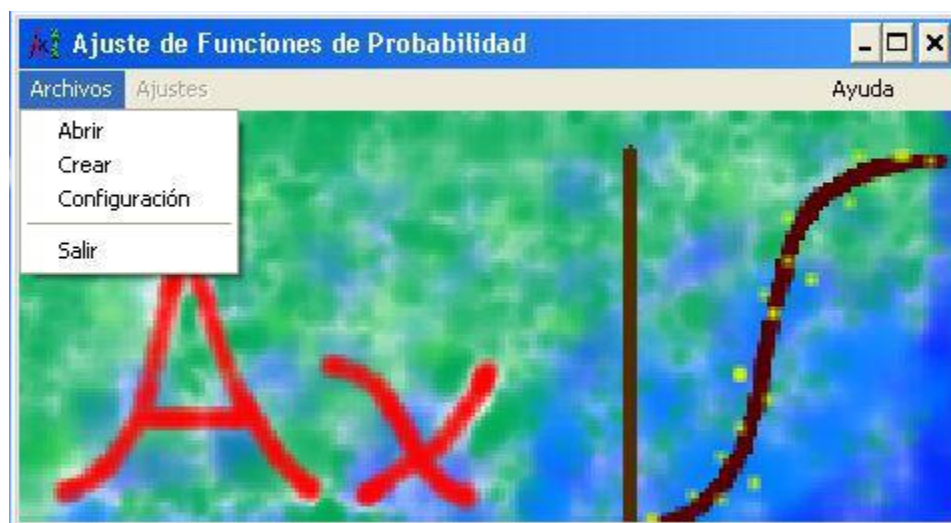 Ajuste de Funciones de Probabilidad
Archivos Ajustes Ayuda
Abrir
Crear
Configuración
Salir
Ax